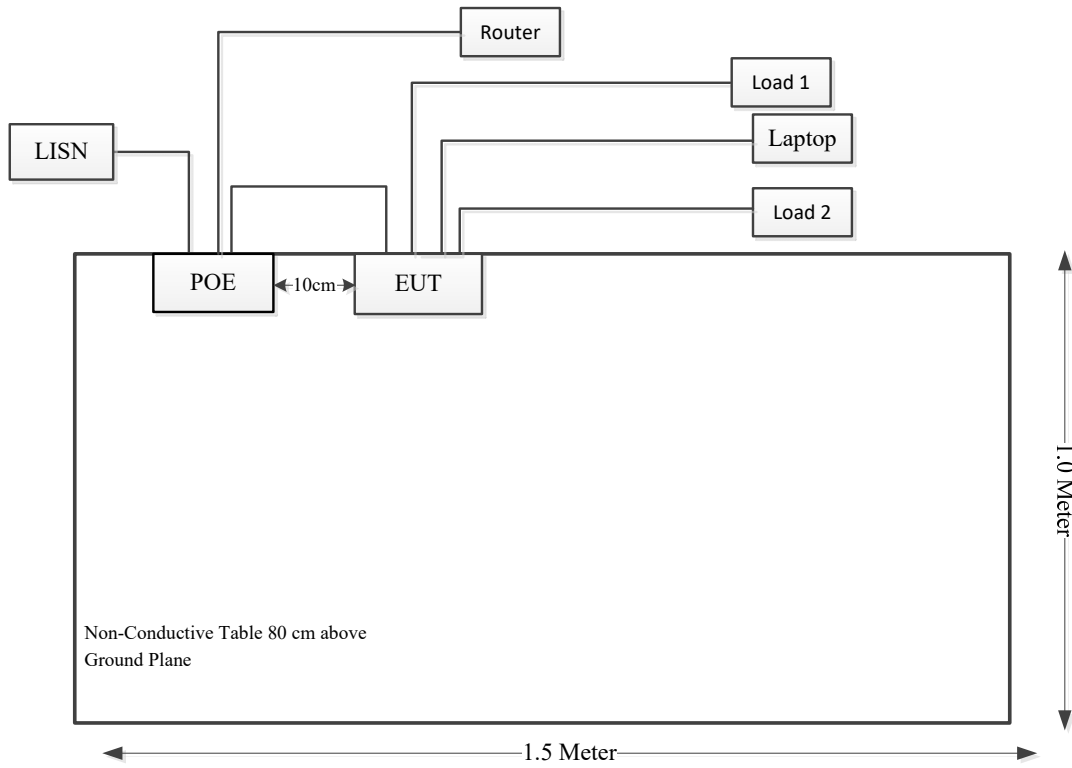 Router
Load 1
LISN
Laptop
Load 2
POE
10cm
EUT
1.0 Meter
Non-Conductive Table 80 cm above
Ground Plane
1.5 Meter